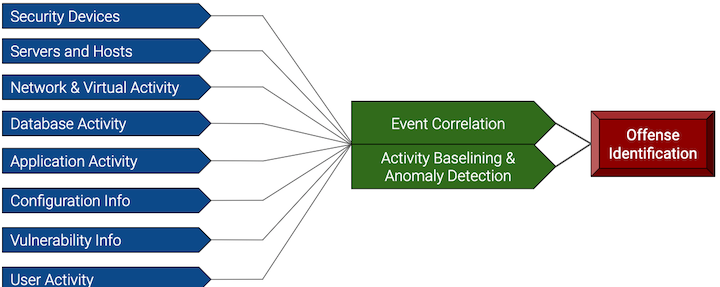 Security Devices
Servers and Hosts
Network & Virtual Activity
Database Activity
Application Activity
Configuration Info
Vulnerability Info
User Activity
Event Correlation
Activity Baselining &
Anomaly Detection
Offense
Identification